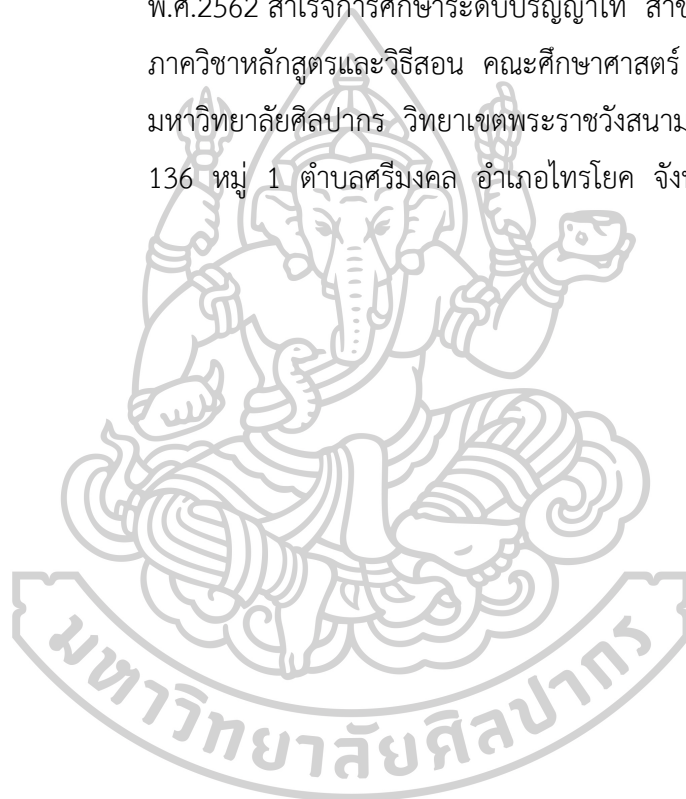 พ.ศ.2562 สำเร็จการศึกษาระดับปริญญาโท
ภาควิชาหลักสูตรและวิธีสอน คณะศึกษาศาสตร์
มหาวิทยาลัยศิลปากร วิทยาเขตพระราชวังสนาม
136 หมู่ 1 ตำบลศรีมงคล อำเภอไทรโยค
มหาวิทยาลัยศิลปากร